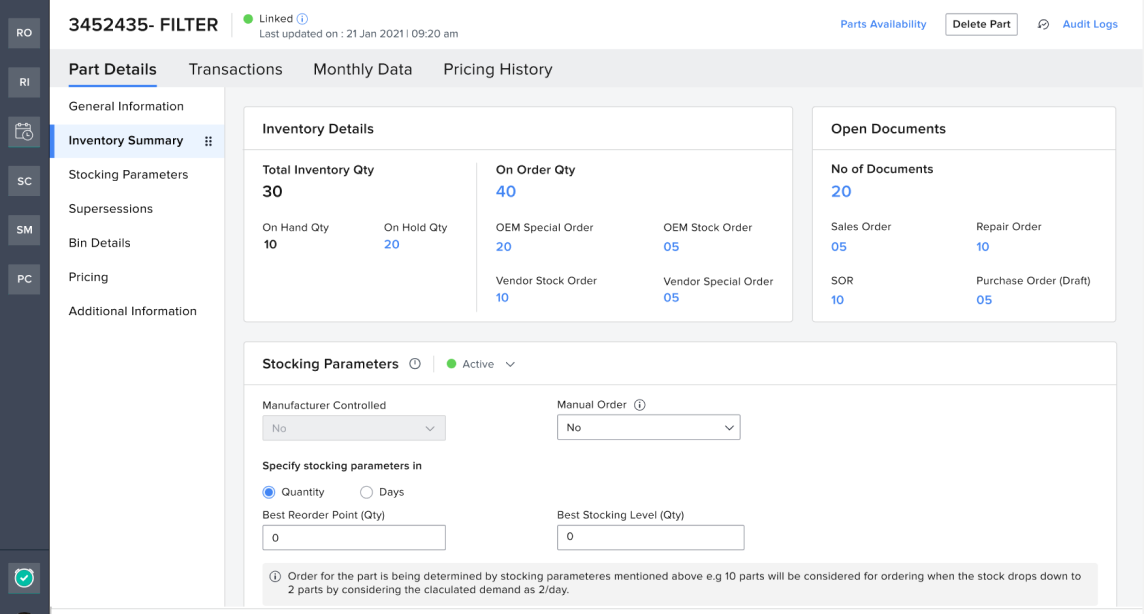 RO
RI
SC
SM
PC
3452435- FILTER
Linked
Last updated on : 21 Jan 2021 | 09:20 am
Parts Availability
Delete Part
Audit Logs
Part Details
Transactions
Monthly Data
Pricing History
General Information
Inventory Summary
Stocking Parameters
Supersessions
Bin Details
Pricing
Additional Information
Inventory Details
Total Inventory Qty
30
On Hand Qty
10
On Hold Qty
20
On Order Qty
40
OEM Special Order
20
OEM Stock Order
05
Vendor Stock Order
10
Vendor Special Order
05
Open Documents
No of Documents
20
Sales Order
05
Repair Order
10
SOR
10
Purchase Order (Draft)
05
Stocking Parameters
Active
Manufacturer Controlled
No
Manual Order
No
Specify stocking parameters in
Quantity
Days
Best Reorder Point (Qty)
0
Best Stocking Level (Qty)
0
Order for the part is being determined by stocking parameteres mentioned above e.g 10 parts will be considered for ordering when the stock drops down to
2 parts by considering the claculated demand as 2/day.